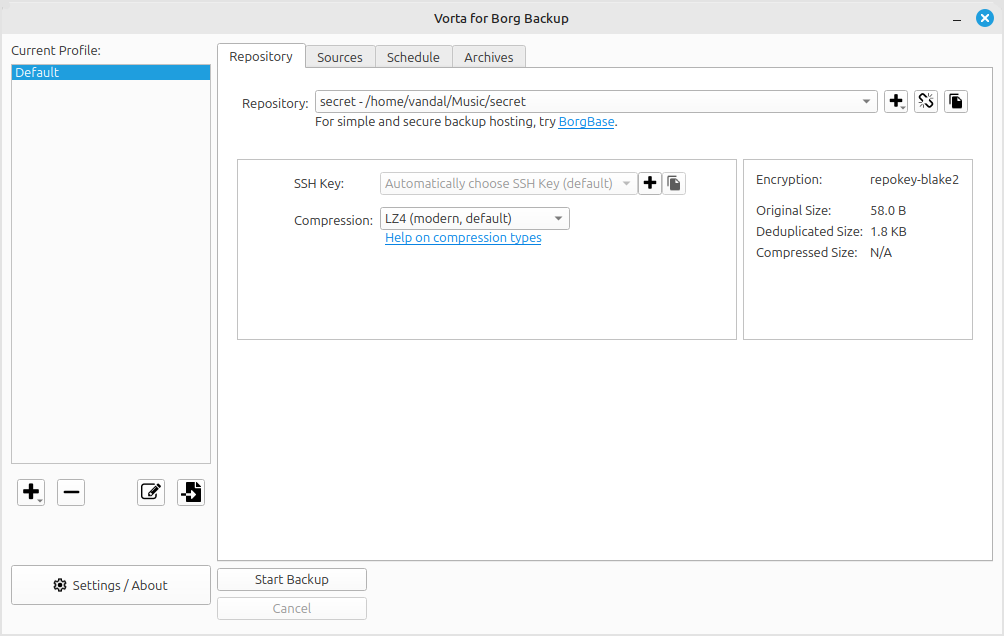 Vorta for Borg Backup
Current Profile:
Default
Repository
Sources
Schedule
Archives
Repository:
secret - /home/vandal/Music/secret
For simple and secure backup hosting, try BorgBase.
SSH Key:
Automatically choose SSH Key (default)
Compression:
LZ4 (modern, default)
Help on compression types
Encryption: repokey-blake2
Original Size: 58.0 B
Deduplicated Size: 1.8 KB
Compressed Size: N/A
Settings / About
Start Backup
Cancel